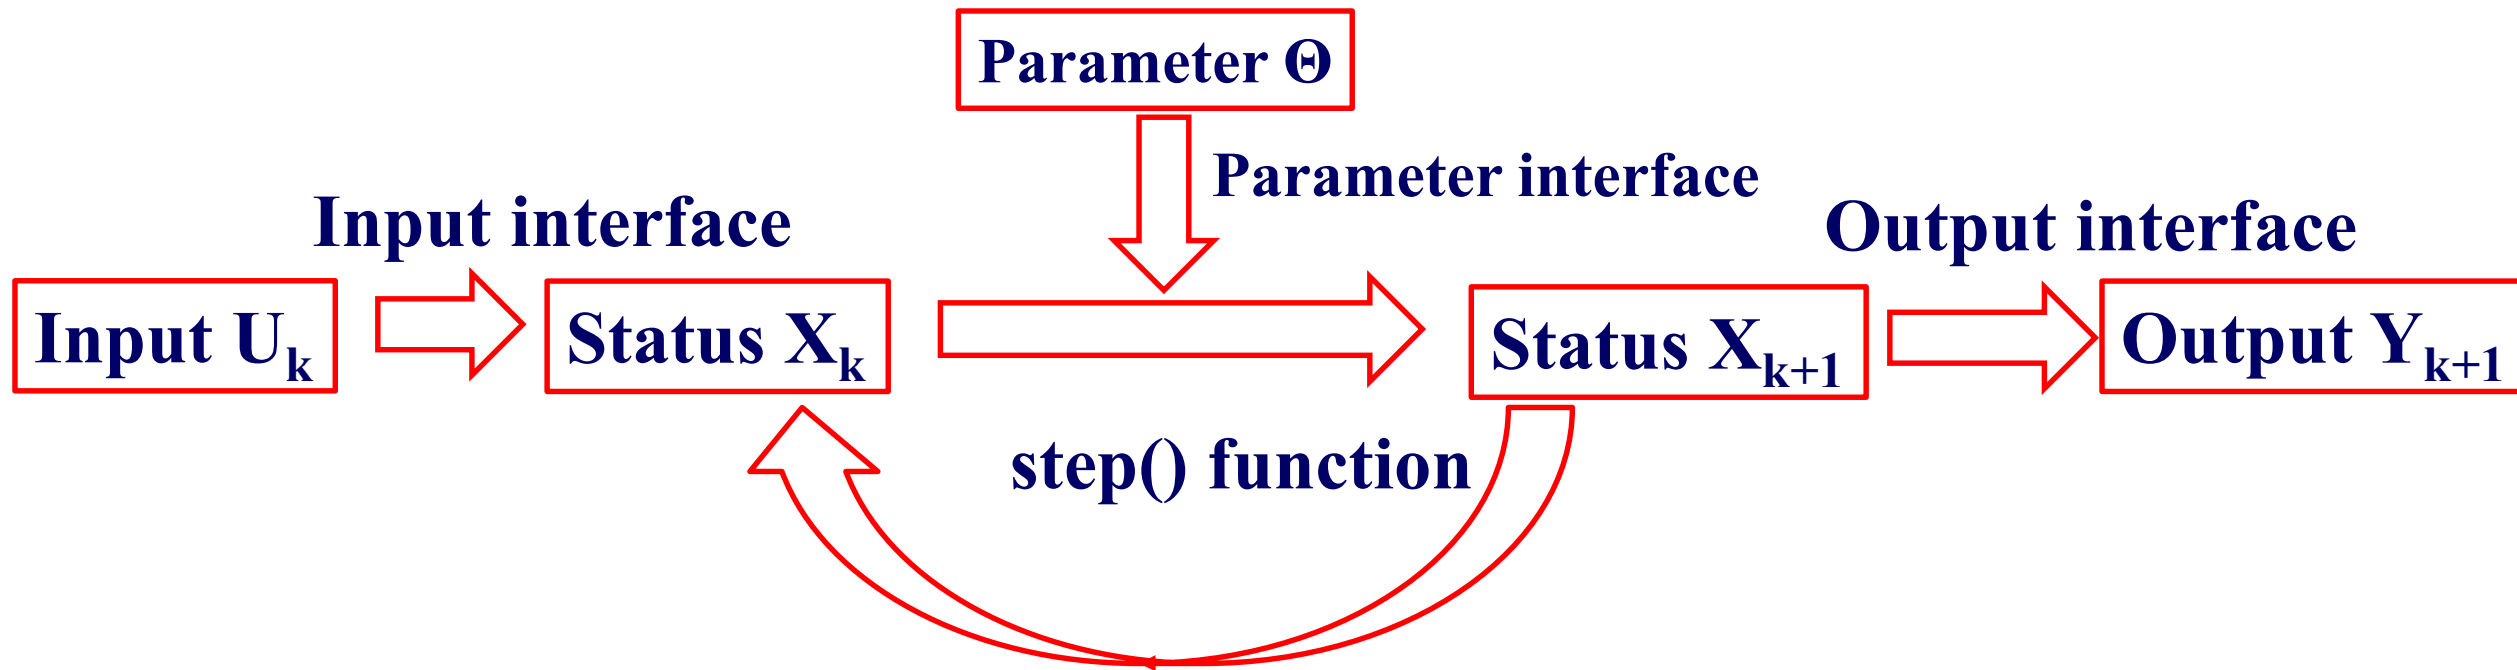 Parameter Θ
Parameter interface
Input interface
Output interface
Input Uk
Status Xk
Status Xk+1
Output Yk+1
step() function